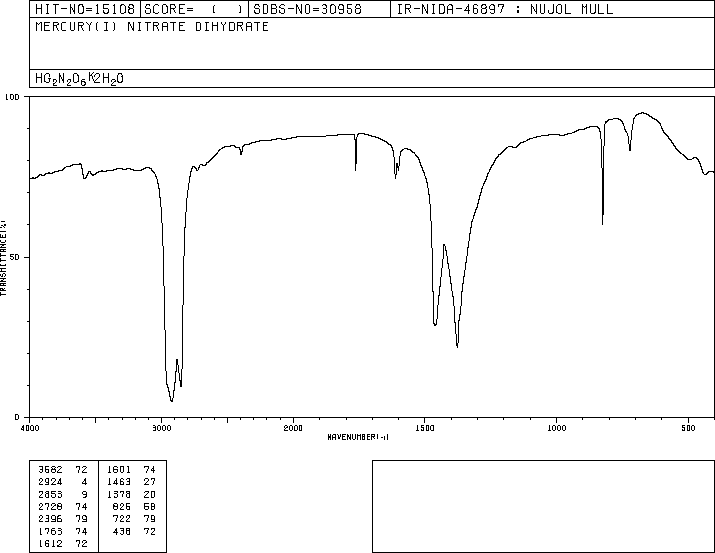 HIT-NO=15108 SCORE= ( ) SDBS-NO=30958 IR-NIDA-46897 : NUJOL MULL
MERCURY(I) NITRATE DIHYDRATE
HG2N2O6K2H2O
100
50
0
TRANSMITTANCE(%)
4000 3000 2000 1500 1000 500
WAVENUMBER(-1)
3582 72 1601 74
2924 4 1463 27
2853 9 1378 20
2728 74 826 58
2396 79 722 79
1763 74 438 72
1612 72